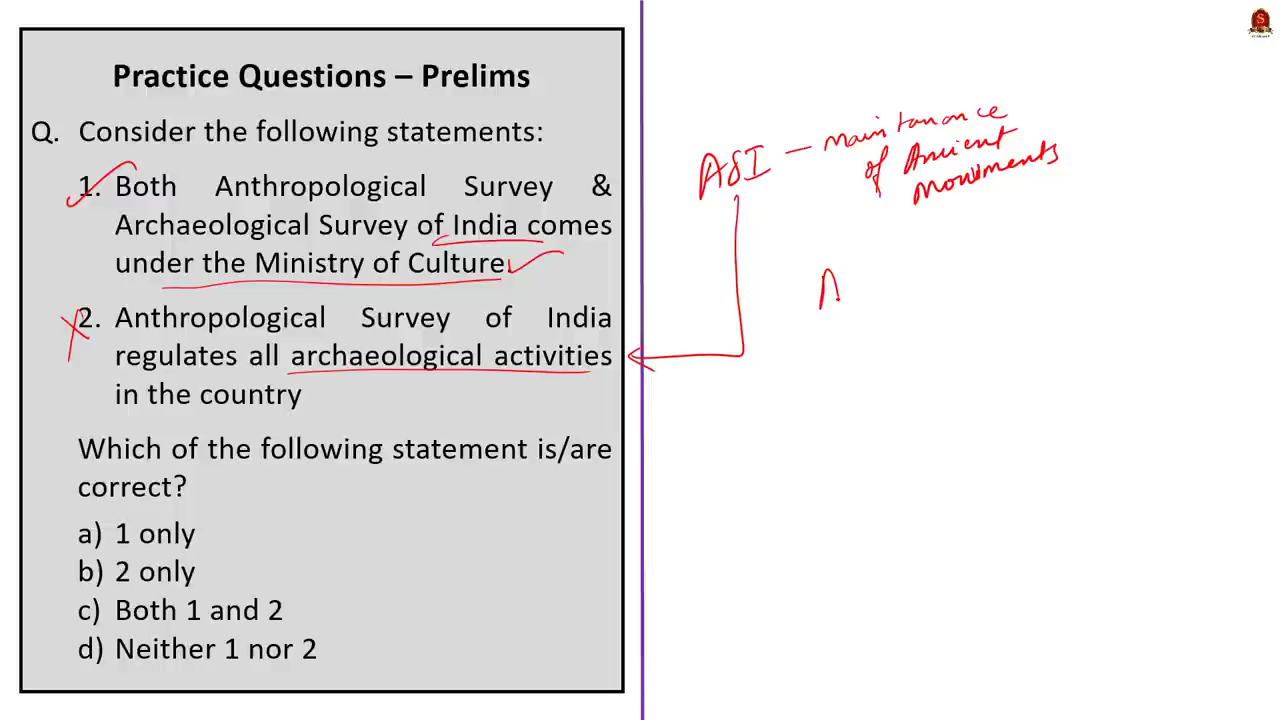 Practice Questions – Prelims
Q. Consider the following statements:
1. Both Anthropological Survey &
Archaeological Survey of India comes
under the Ministry of Culture.
2. Anthropological Survey of India
regulates all archaeological activities
in the country
Which of the following statement is/are
correct?
a) 1 only
b) 2 only
c) Both 1 and 2
d) Neither 1 nor 2
ASI – maintanance
of Ancient
Monuments
A